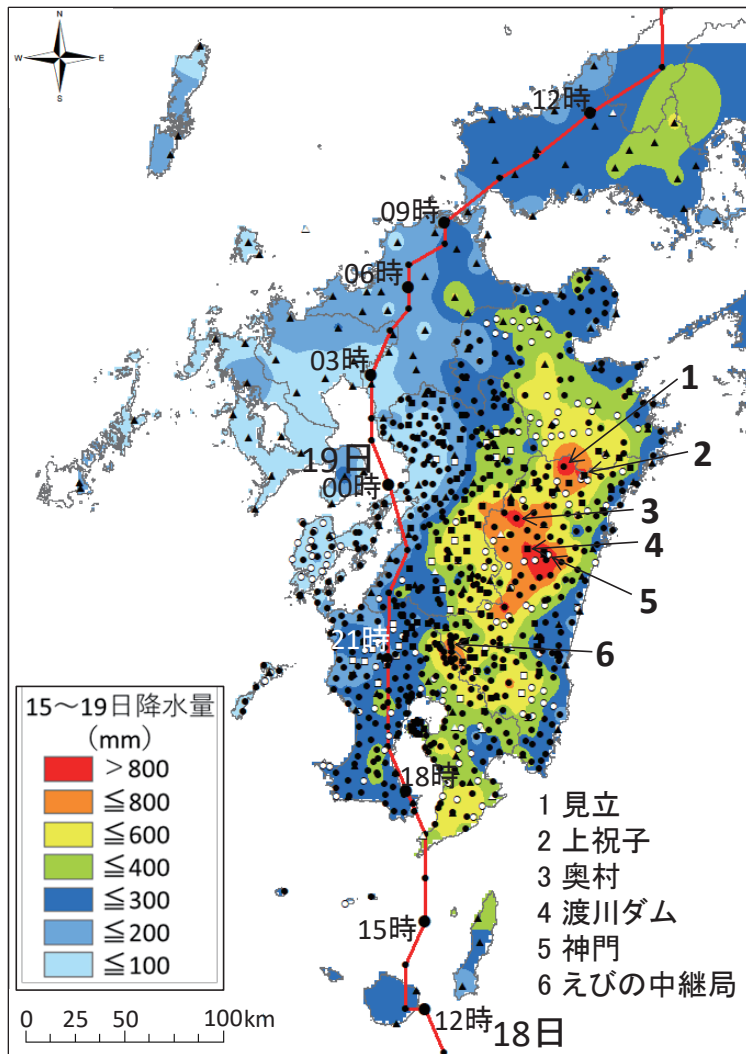 N
W
E
S
12時
09時
06時
03時
19日
00時
21時
18時
15時
12時
18日
1
2
3
4
5
6
15～19日降水量
（mm）
＞800
≦800
≦600
≦400
≦300
≦200
≦100
0 25 50 100km
1 見立
2 上祝子
3 奥村
4 渡川ダム
5 神門
6 えびの中継局